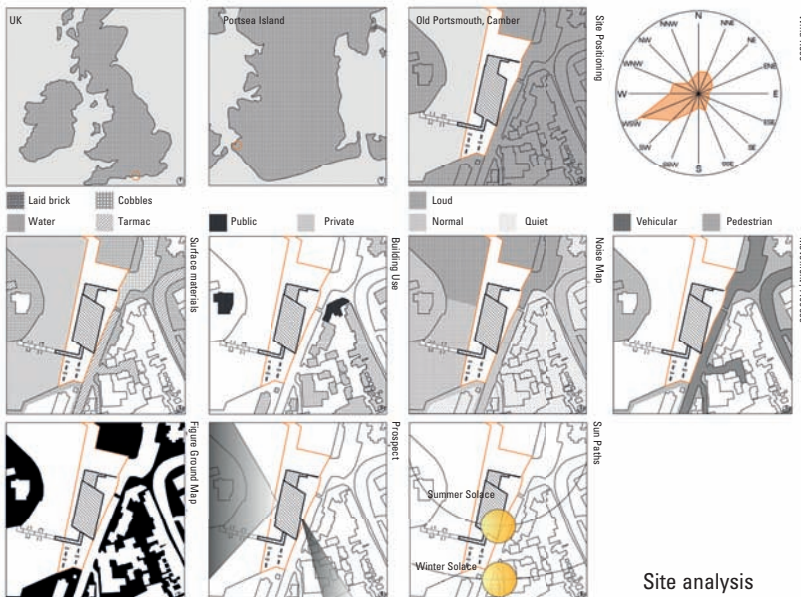 UK
Portsea Island
Old Portsmouth, Camber
Site Positioning
N
NNE
NE
ENE
E
ESE
SE
S
SW
WSW
W
WNW
NW
NNW
Laid brick
Cobbles
Water
Tarmac
Public
Private
Loud
Normal
Quiet
Vehicular
Pedestrian
Surface materials
Building Use
Noise Map
Figure Ground Map
Prospect
Sun Paths
Summer Solace
Winter Solace
Site analysis